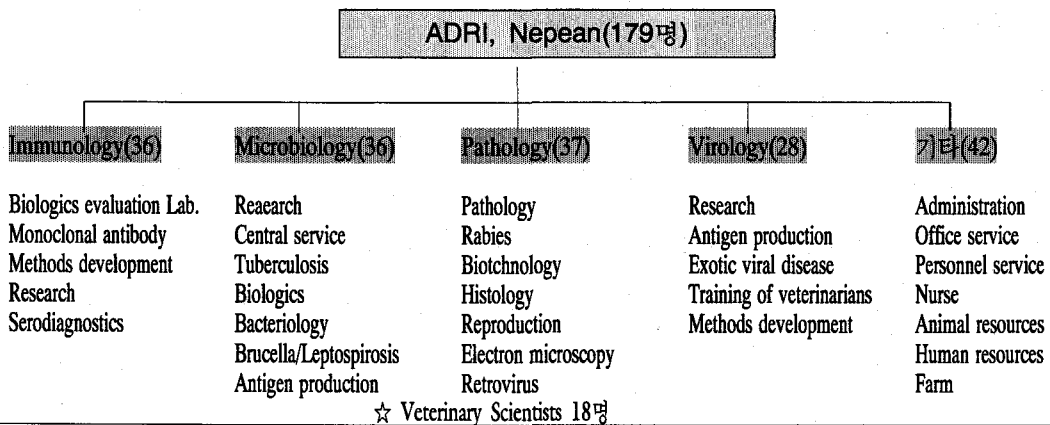 ADRI, Nepean(179명)
Immunology(36)
Biologics evaluation Lab.
Monoclonal antibody
Methods development
Research
Serodiagnostics
Microbiology(36)
Reaearch
Central service
Tuberculosis
Biologics
Bacteriology
Brucella/Leptospirosis
Antigen production
Pathology(37)
Pathology
Rabies
Biotchnology
Histology
Reproduction
Electron microscopy
Retrovirus
Virology(28)
Research
Antigen production
Exotic viral disease
Training of veterinarians
Methods development
기타(42)
Administration
Office service
Personnel service
Nurse
Animal resources
Human resources
Farm
☆ Veterinary Scientists 18명